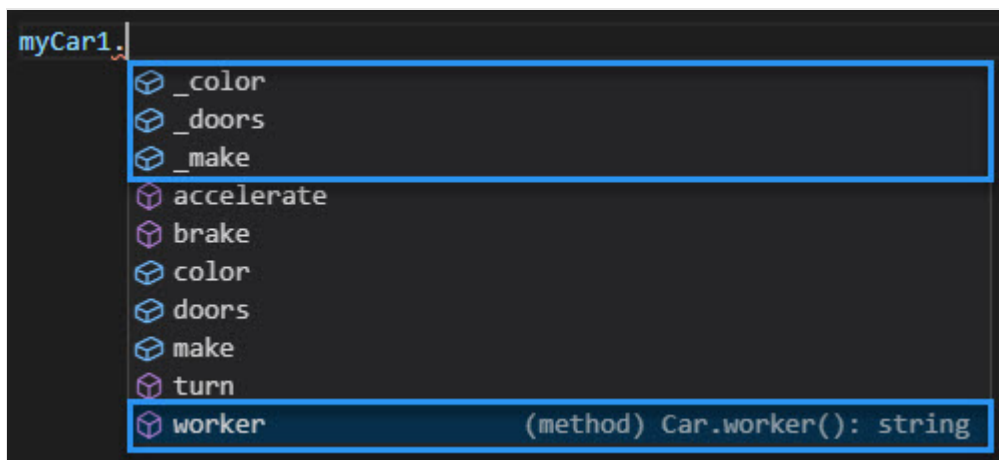 myCar1.
_color
_doors
_make
accelerate
brake
color
doors
make
turn
worker (method) Car.worker(): string